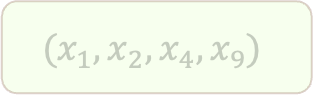 (x₁, x₂, x₄, x₉)